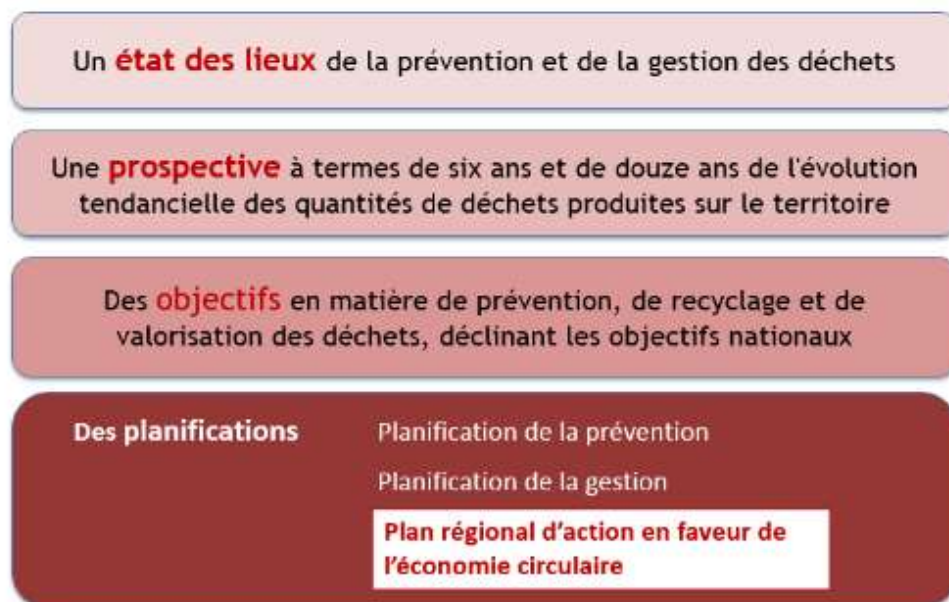 Un état des lieux de la prévention et de la gestion des déchets
Une prospective à termes de six ans et de douze ans de l'évolution
tendancielle des quantités de déchets produites sur le territoire
Des objectifs en matière de prévention, de recyclage et de
valorisation des déchets, déclinant les objectifs nationaux
Des planifications
Planification de la prévention
Planification de la gestion
Plan régional d’action en faveur de
l’économie circulaire